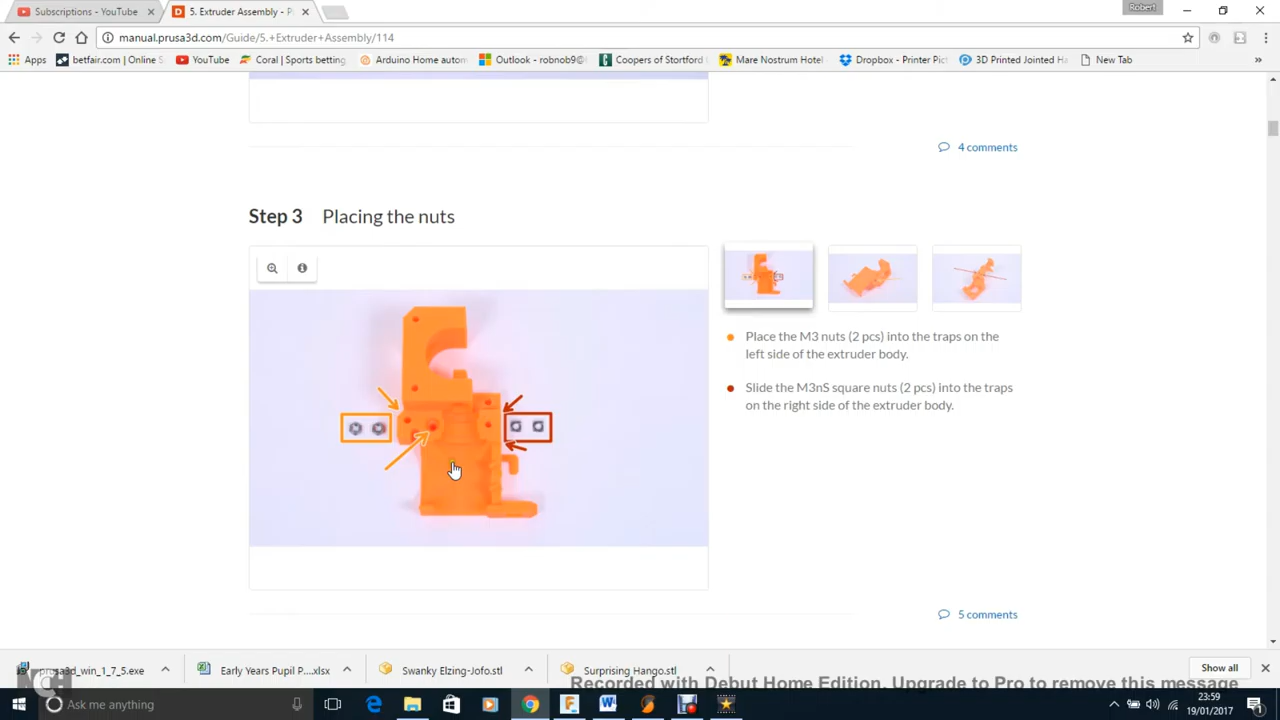 Subscriptions - YouTube
5. Extruder Assembly - P
Robert
manual.prusa3d.com/Guide/5.+Extruder+Assembly/114
Apps
betfair.com | Online S
YouTube
Coral | Sports betting
Arduino Home autom
Outlook - robnob9@
Coopers of Stortford
Mare Nostrum Hotel
Dropbox - Printer Pict
3D Printed Jointed Ha
New Tab
»
4 comments
Step 3 Placing the nuts
Place the M3 nuts (2 pcs) into the traps on the
left side of the extruder body.
Slide the M3nS square nuts (2 pcs) into the traps
on the right side of the extruder body.
5 comments
prusa3d_win_1_7_5.exe
Early Years Pupil P....xlsx
Swanky Elzing-Jofo.stl
Surprising Hango.stl
Show all
NCH
Recorded with Debut Home Edition. Upgrade to Pro to remove this message
Ask me anything
23:59
19/01/2017